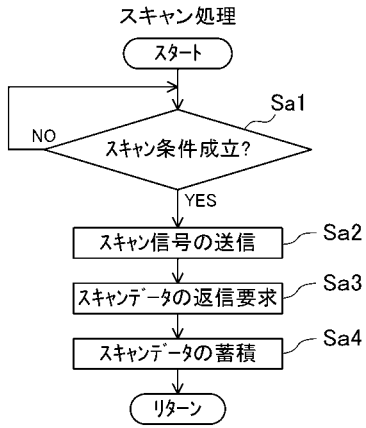 スキャン処理
スタート
Sa1
NO
スキャン条件成立?
YES
スキャン信号の送信
Sa2
スキャンデータの返信要求
Sa3
スキャンデータの蓄積
Sa4
リターン